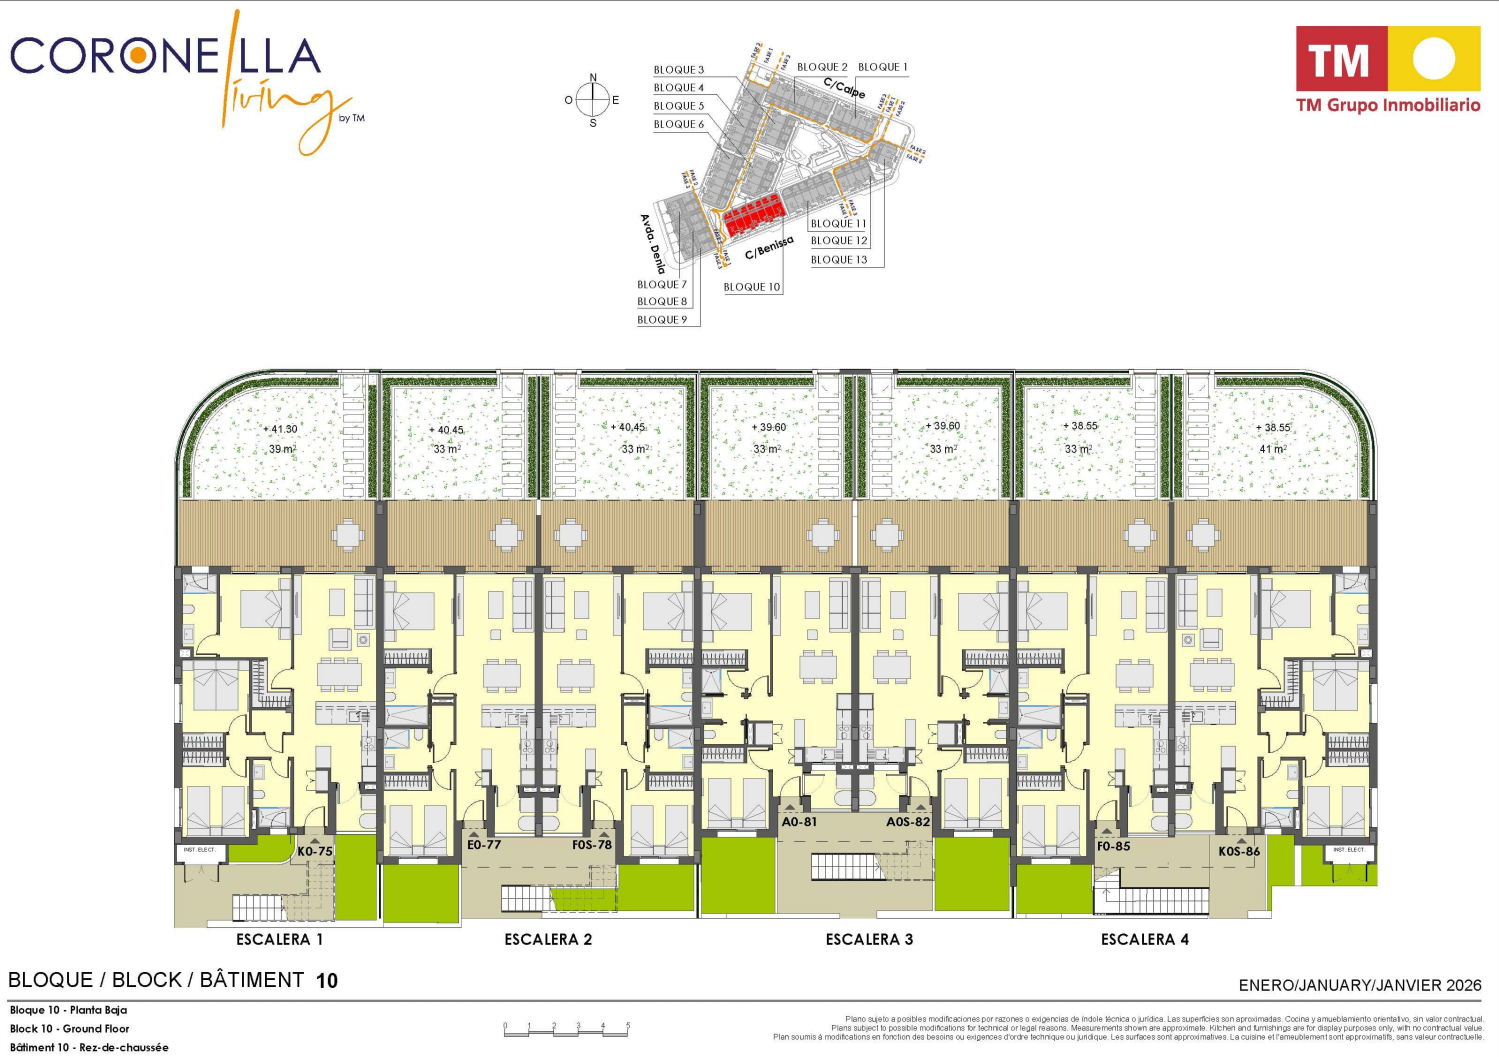 CORONELLA
living
by TM
TM
TM Grupo Inmobiliario
N
O
E
S
BLOQUE 3
BLOQUE 4
BLOQUE 5
BLOQUE 6
BLOQUE 2
BLOQUE 1
C/Calpe
Avda. Denia
C/Benissa
BLOQUE 11
BLOQUE 12
BLOQUE 13
BLOQUE 7
BLOQUE 8
BLOQUE 9
BLOQUE 10
+ 41.30
39 m²
+ 40.45
33 m²
+ 40.45
33 m²
+ 39.60
33 m²
+ 39.60
33 m²
+ 38.55
33 m²
+ 38.55
41 m²
INST. ELECT.
K0-75
E0-77
F0S-78
A0-81
A0S-82
F0-85
K0S-86
INST. ELECT.
ESCALERA 1
ESCALERA 2
ESCALERA 3
ESCALERA 4
BLOQUE / BLOCK / BÂTIMENT 10
ENERO/JANUARY/JANVIER 2026
Bloque 10 - Planta Baja
Block 10 - Ground Floor
Bâtiment 10 - Rez-de-chaussée
0 1 2 3 4 5
Plano sujeto a posibles modificaciones por razones o exigencias de índole técnica o jurídica. Las superficies son aproximadas. Cocina y amueblamiento orientativo, sin valor contractual.
Plans subject to possible modifications for technical or legal reasons. Measurements shown are approximate. Kitchen and furnishings are for display purposes only, with no contractual value.
Plan soumis à modifications en fonction des besoins ou exigences d'ordre technique ou juridique. Les surfaces sont approximatives. La cuisine et l'ameublement sont approximatifs, sans valeur contractuelle.